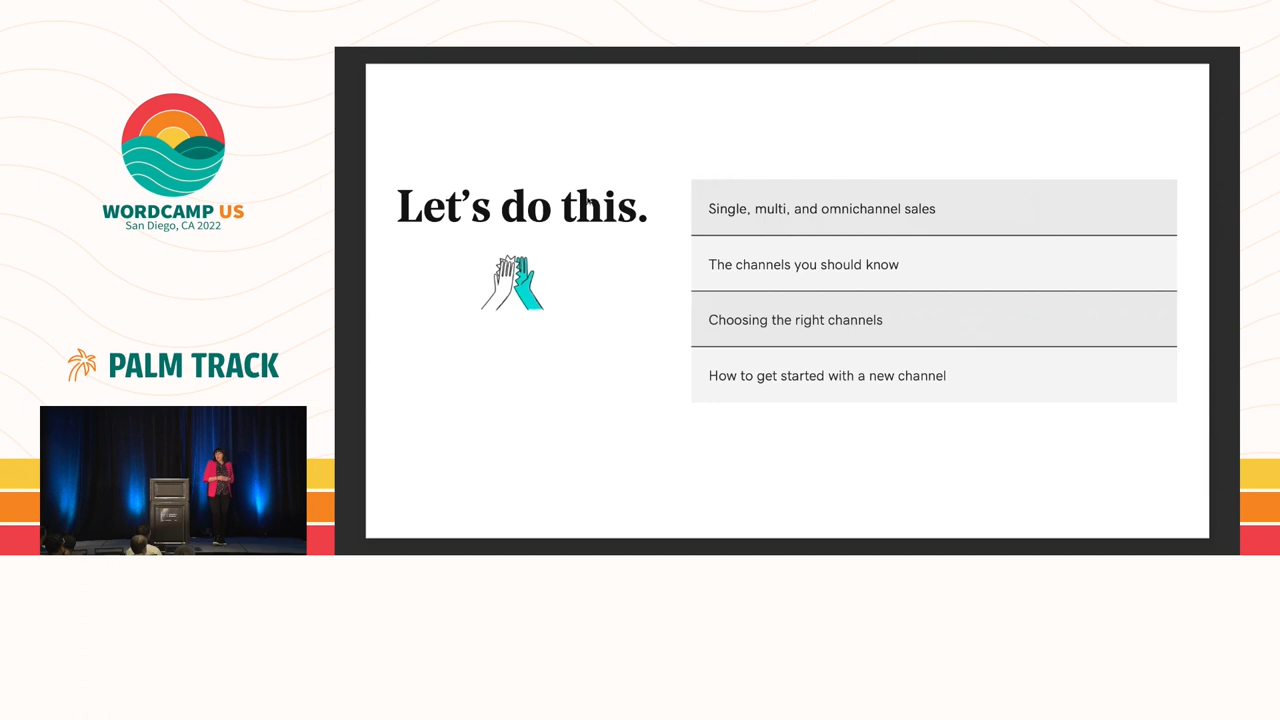 WORDCAMP US
San Diego, CA 2022
PALM TRACK
Let's do this.
Single, multi, and omnichannel sales
The channels you should know
Choosing the right channels
How to get started with a new channel